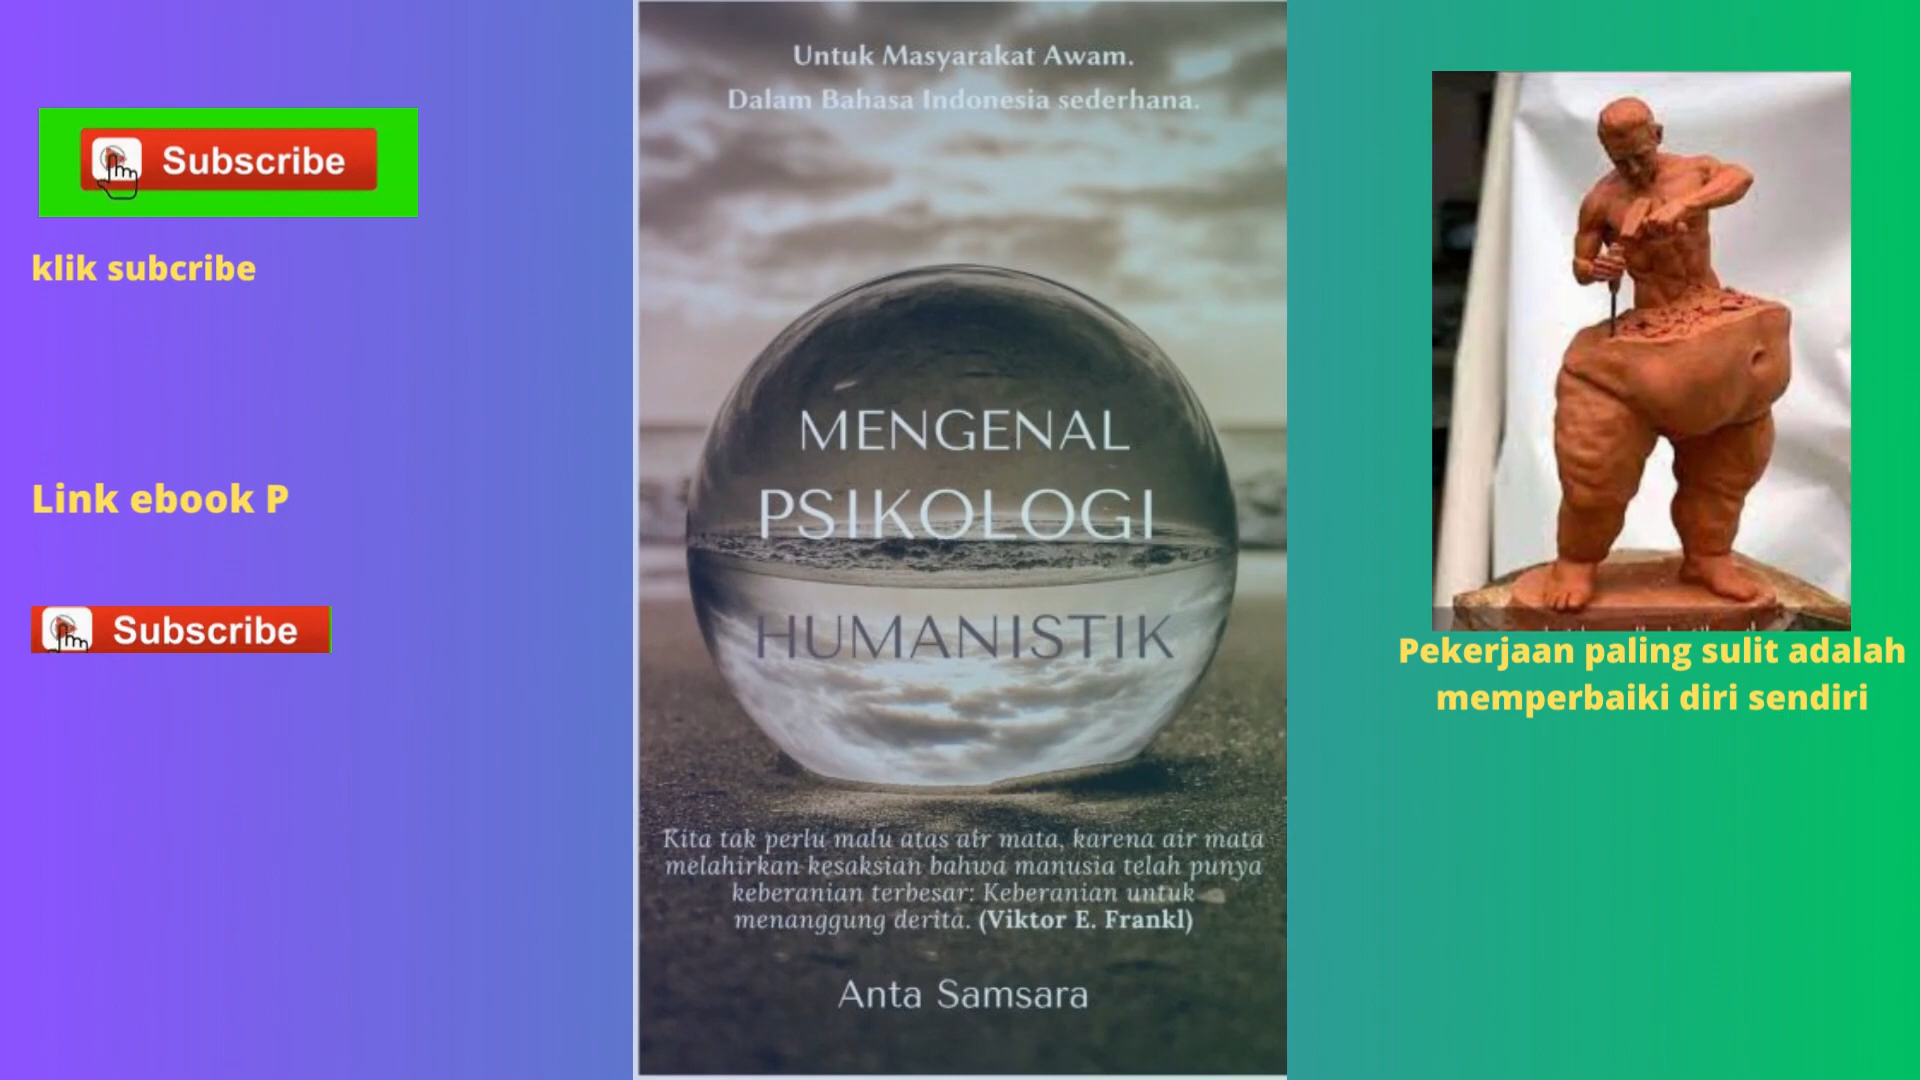 Subscribe
klik subcribe
Link ebook P
Subscribe
Untuk Masyarakat Awam.
Dalam Bahasa Indonesia sederhana.
MENGENAL
PSIKOLOGI
HUMANISTIK
Kita tak perlu malu atas air mata, karena air mata
melahirkan kesaksian bahwa manusia telah punya
keberanian terbesar: Keberanian untuk
menanggung derita. (Viktor E. Frankl)
Anta Samsara
Pekerjaan paling sulit adalah
memperbaiki diri sendiri